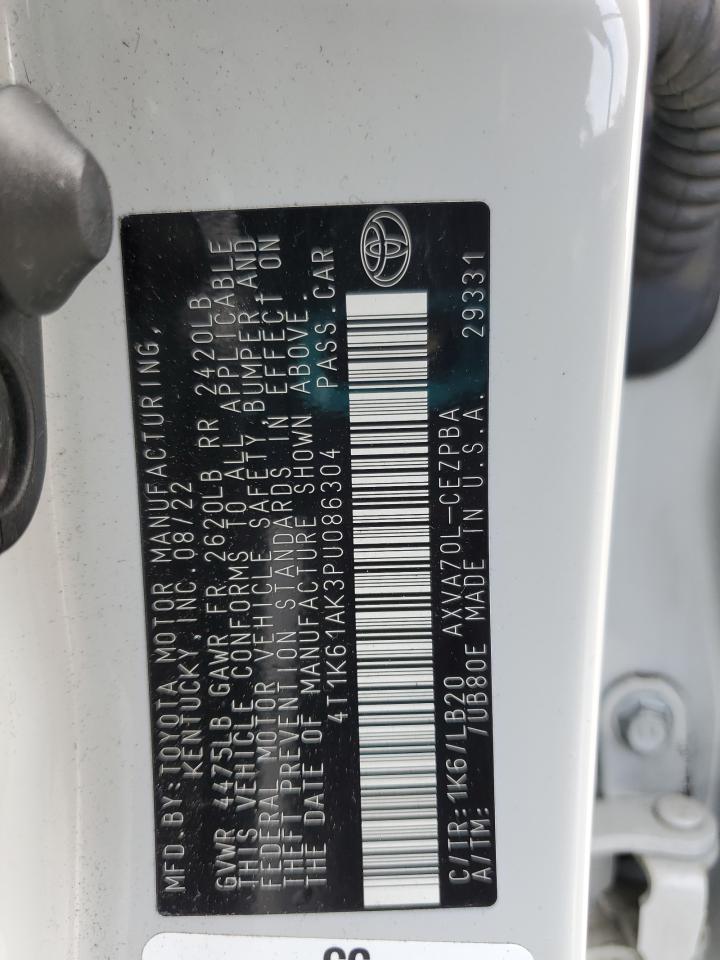 MFD.BY:TOYOTA MOTOR MANUFACTURING,
KENTUCKY, INC.08/22
GVWR 4475LB GAWR FR 2620LB RR 2420LB
THIS VEHICLE CONFORMS TO ALL APPLICABLE
FEDERAL MOTOR VEHICLE SAFETY, BUMPER AND
THEFT PREVENTION STANDARDS IN EFFECT ON
THE DATE OF MANUFACTURE SHOWN ABOVE.
4T1K61AK3PU086304 PASS.CAR
C/TR:1K6/LB20 AXVA70L-CEZPBA
A/TM: /UB80E MADE IN U.S.A. 29331